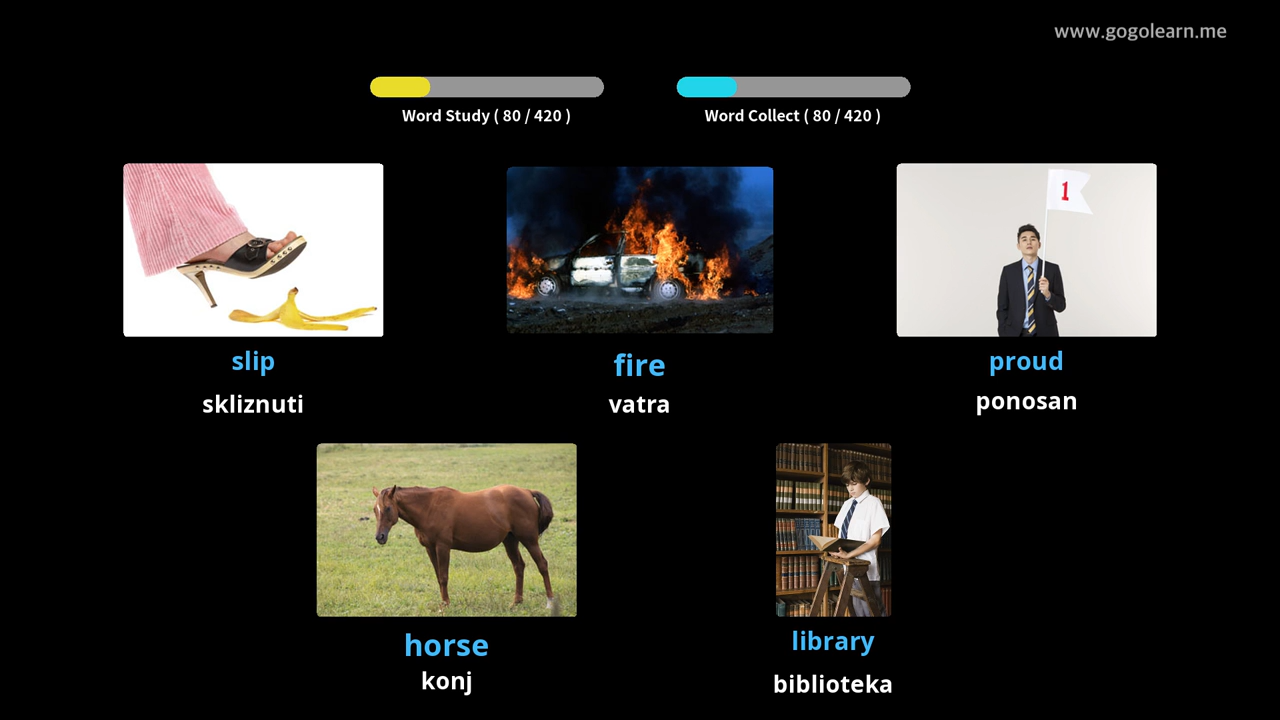 www.gogolearn.me
Word Study ( 80 / 420 )
Word Collect ( 80 / 420 )
1
slip
skliznuti
fire
vatra
proud
ponosan
horse
konj
library
biblioteka